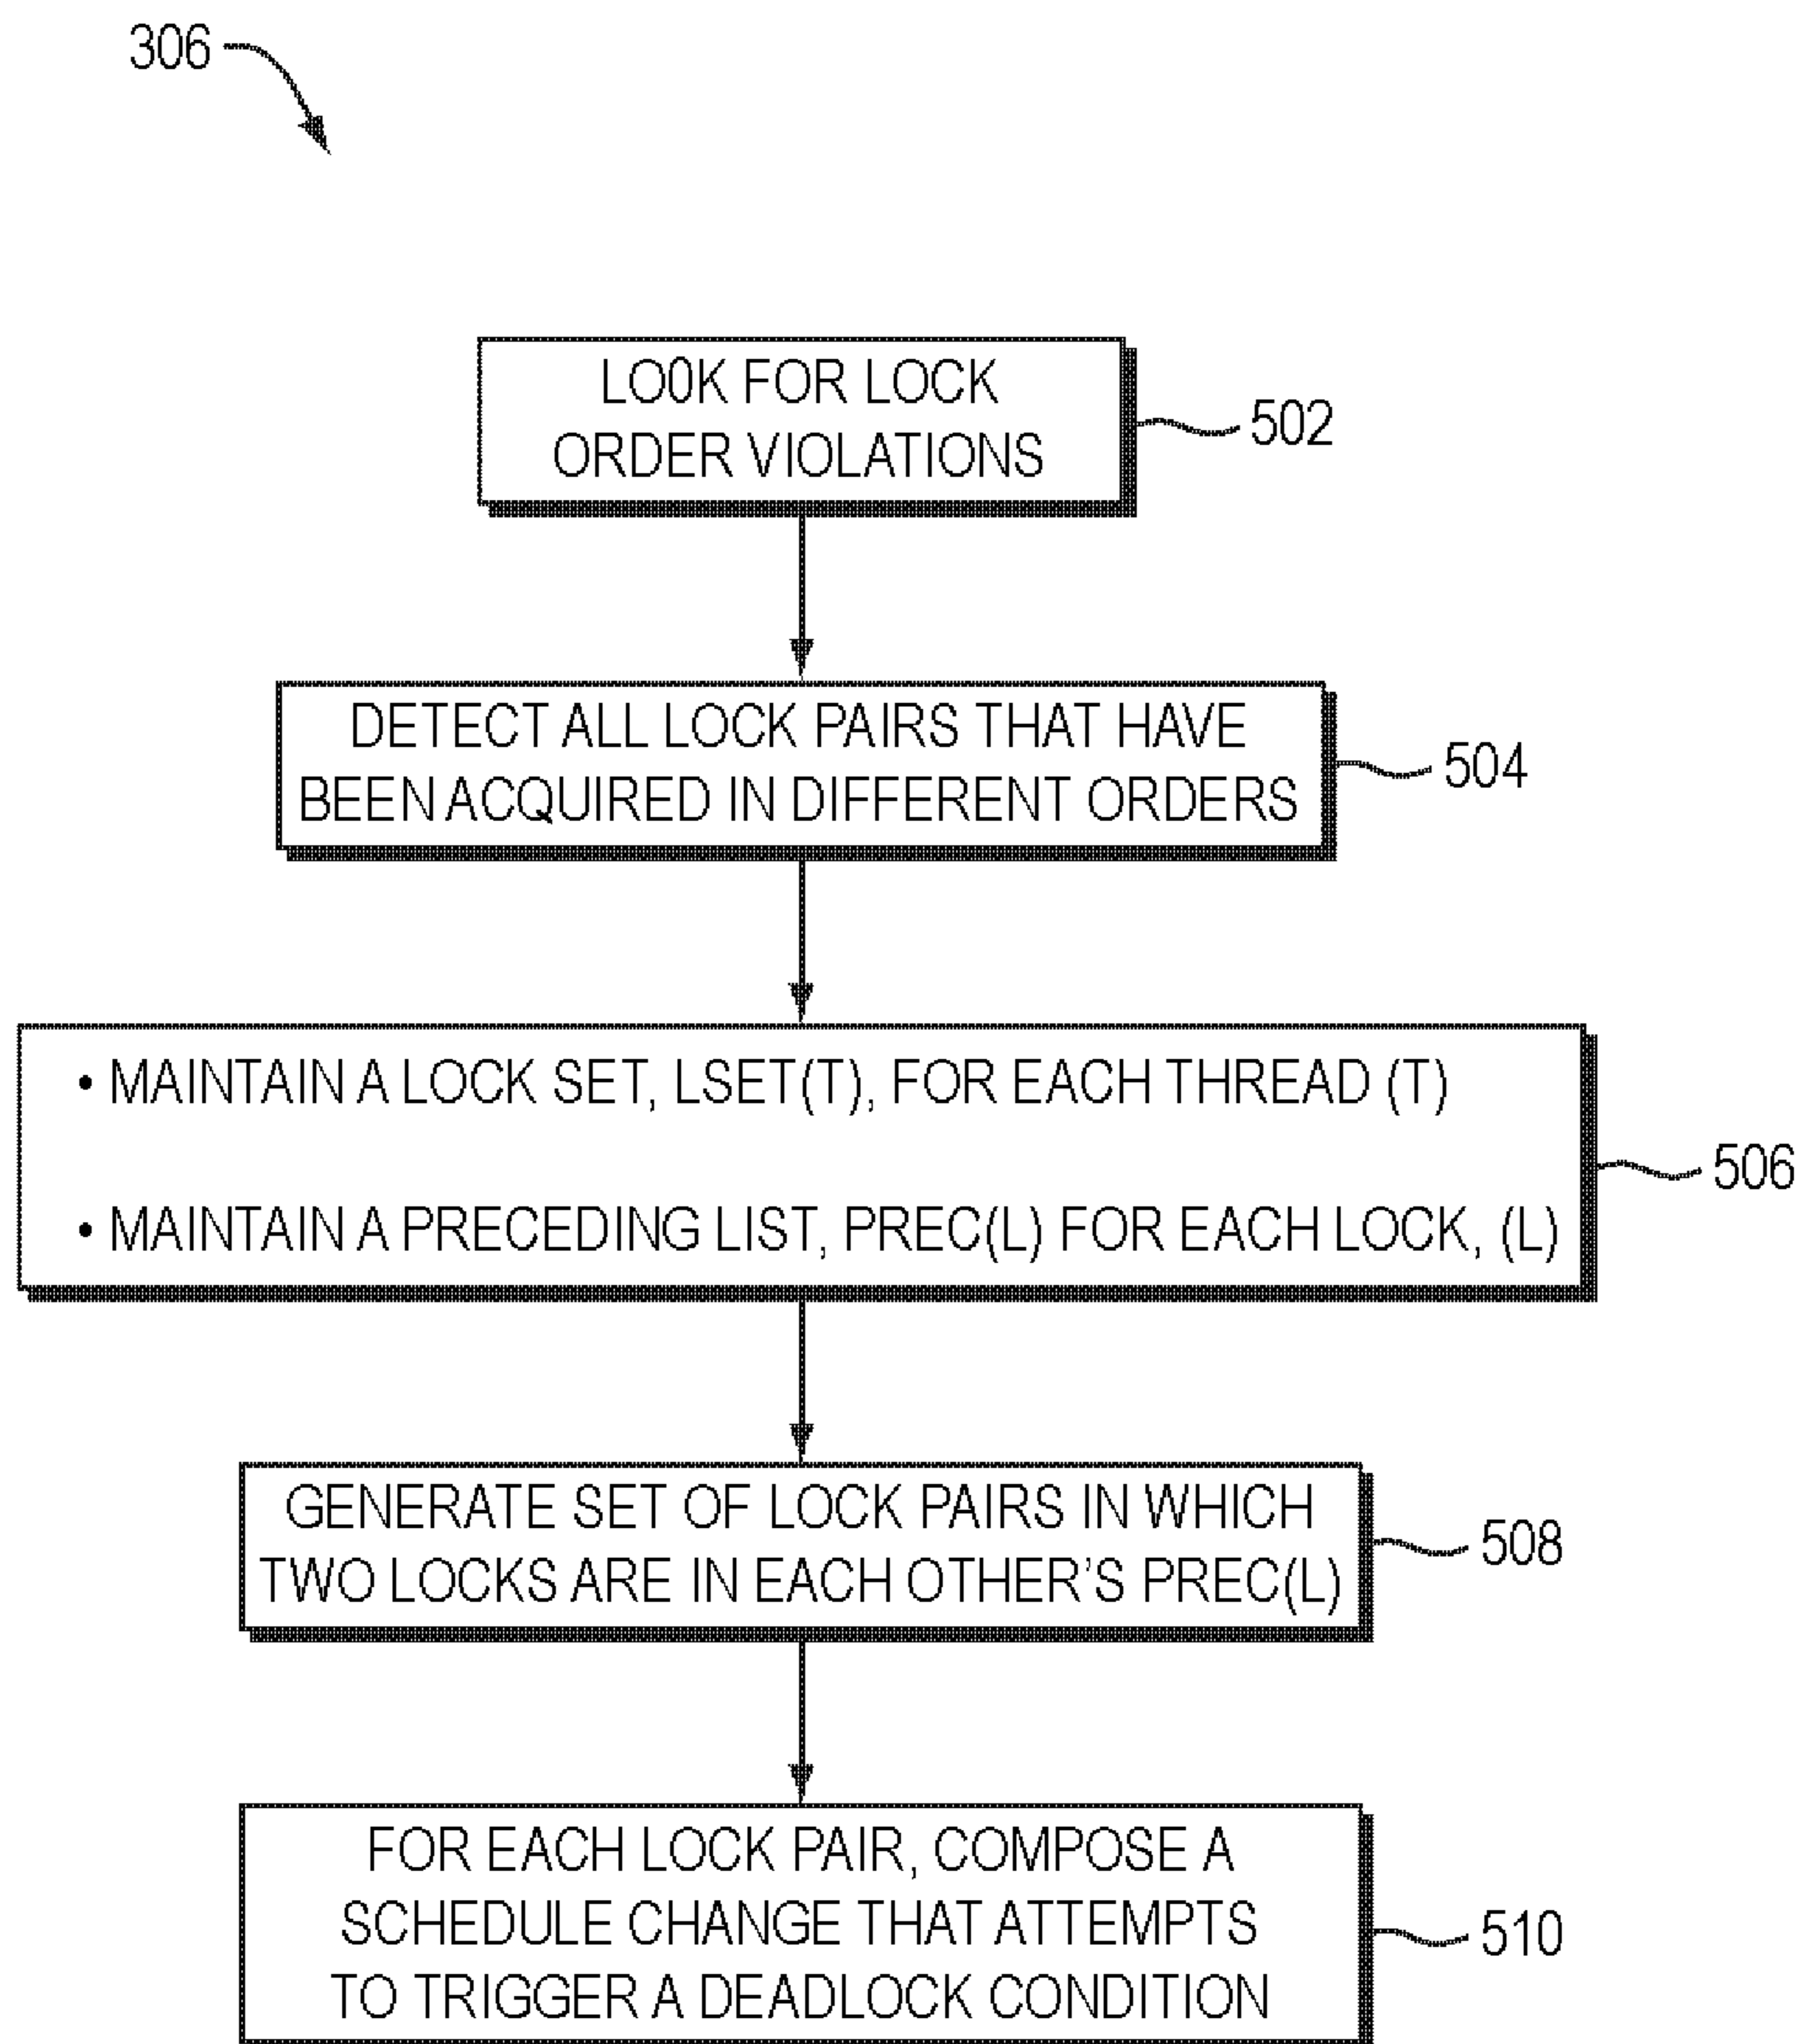 306
LO0K FOR LOCK
ORDER VIOLATIONS
502
DETECT ALL LOCK PAIRS THAT HAVE
BEEN ACQUIRED IN DIFFERENT ORDERS
504
• MAINTAIN A LOCK SET, LSET(T), FOR EACH THREAD (T)
• MAINTAIN A PRECEDING LIST, PREC(L) FOR EACH LOCK, (L)
506
GENERATE SET OF LOCK PAIRS IN WHICH
TWO LOCKS ARE IN EACH OTHER'S PREC(L)
508
FOR EACH LOCK PAIR, COMPOSE A
SCHEDULE CHANGE THAT ATTEMPTS
TO TRIGGER A DEADLOCK CONDITION
510